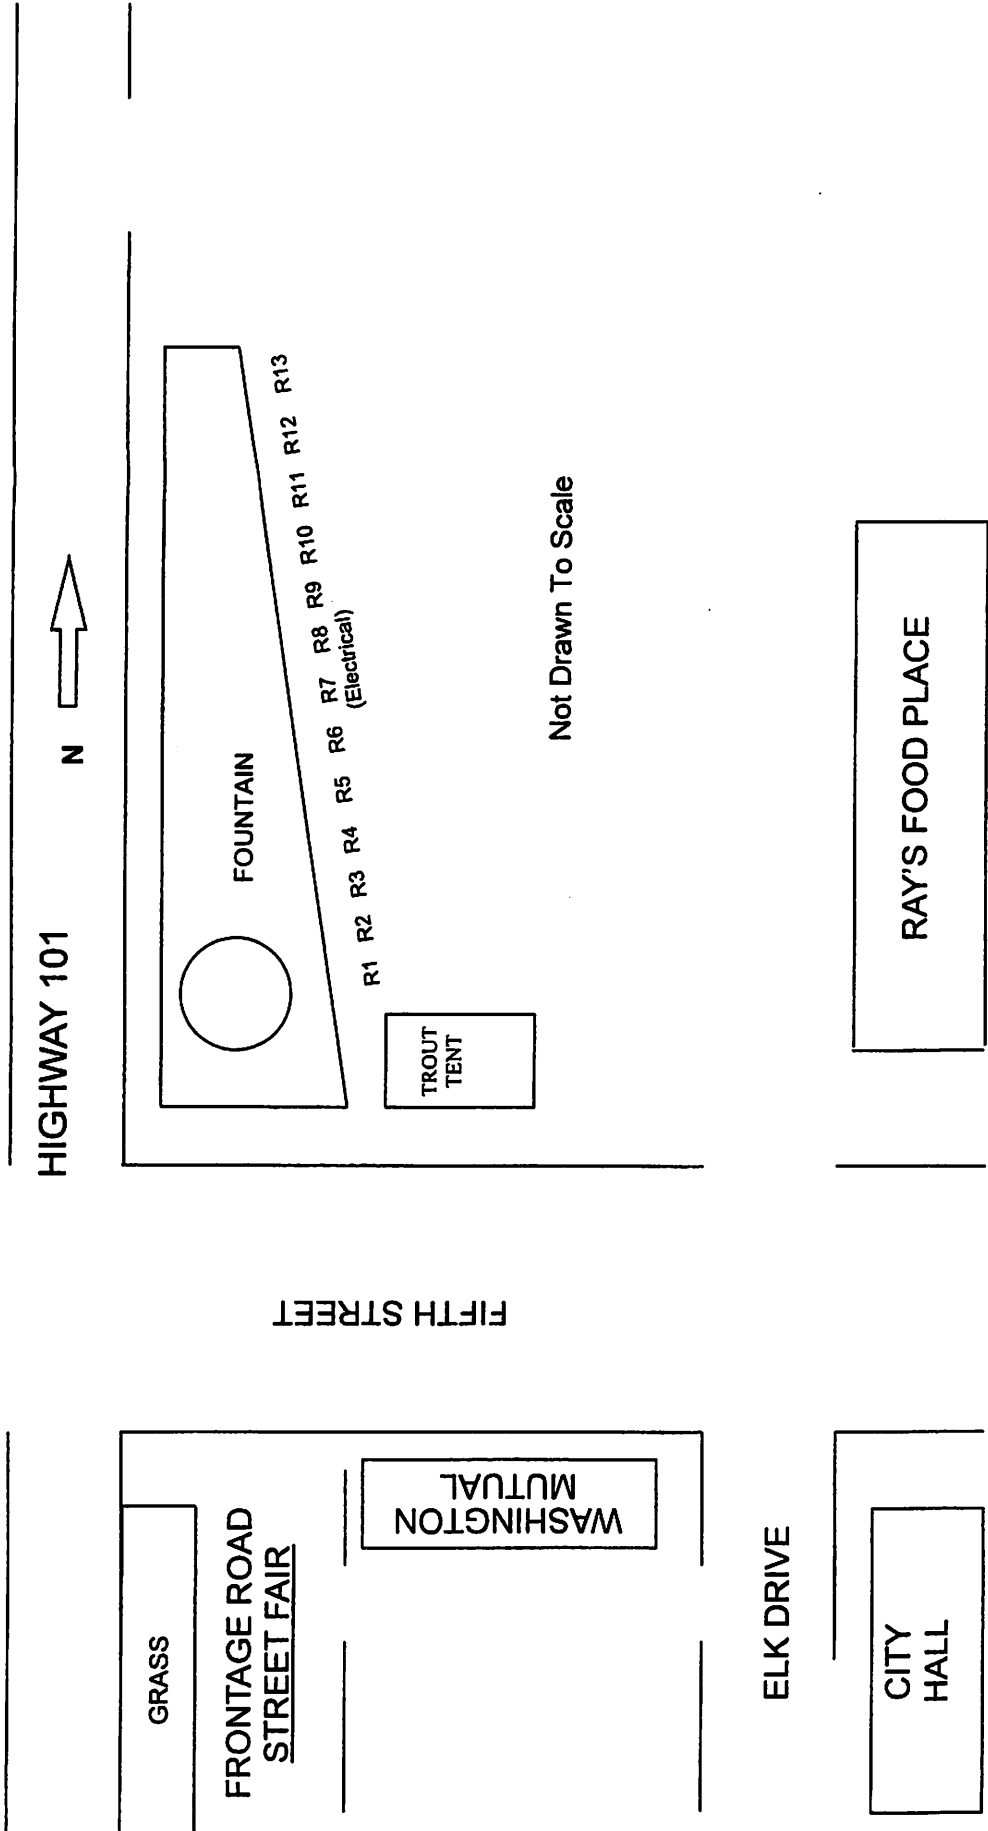 HIGHWAY 101
N
FOUNTAIN
R1 R2 R3 R4 R5 R6 R7 R8 R9 R10 R11 R12 R13
(Electrical)
TROUT
TENT
Not Drawn To Scale
RAY'S FOOD PLACE
FIFTH STREET
GRASS
FRONTAGE ROAD
STREET FAIR
WASHINGTON
MUTUAL
ELK DRIVE
CITY
HALL